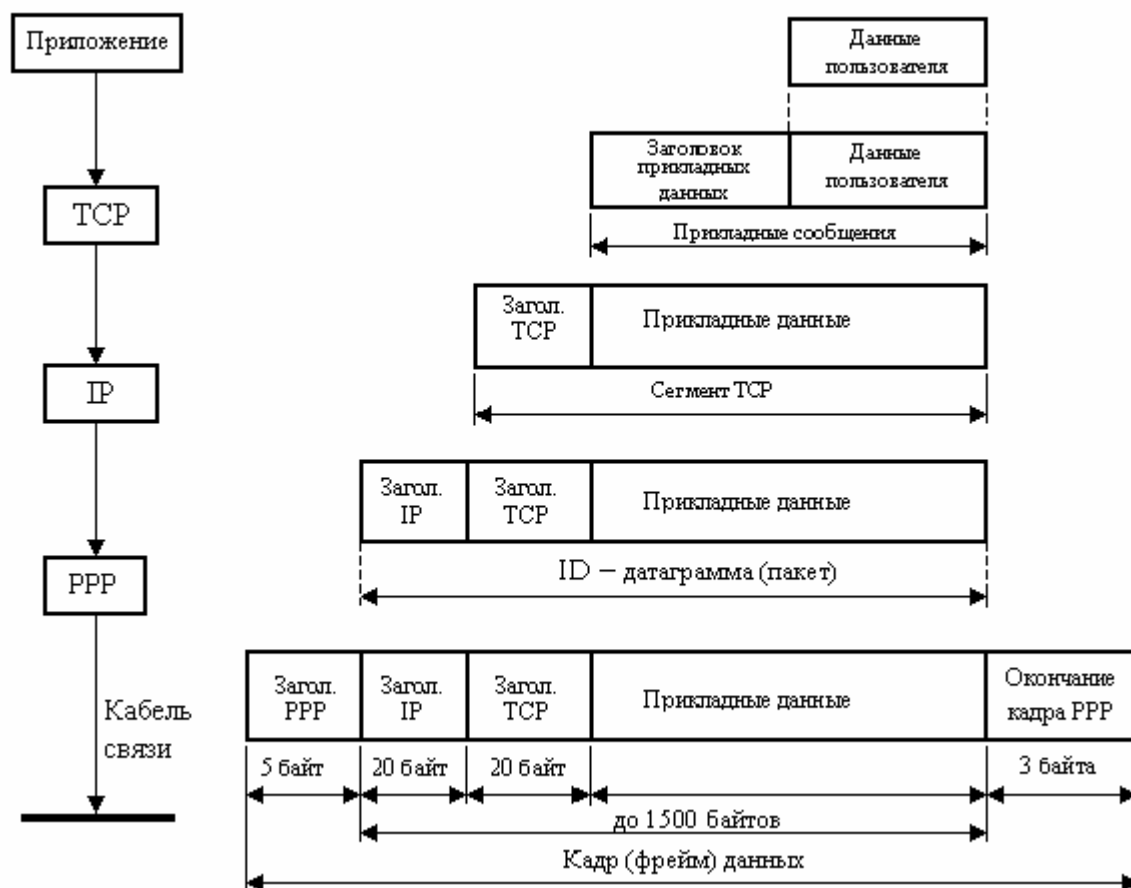 Приложение
Данные
пользователя
Заголовок
прикладных
данных
Данные
пользователя
TCP
Прикладные сообщения
Загол.
TCP
Прикладные данные
IP
Сегмент TCP
Загол.
IP
Загол.
TCP
Прикладные данные
PPP
ID – датаграмма (пакет)
Кабель
связи
Загол.
PPP
Загол.
IP
Загол.
TCP
Прикладные данные
Окончание
кадра PPP
5 байт
20 байт
20 байт
3 байта
до 1500 байтов
Кадр (фрейм) данных